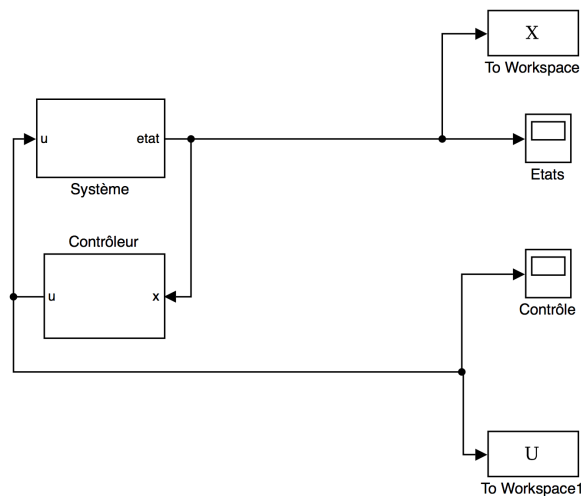 X
To Workspace
u
etat
Système
Etats
Contrôleur
u
x
Contrôle
U
To Workspace1